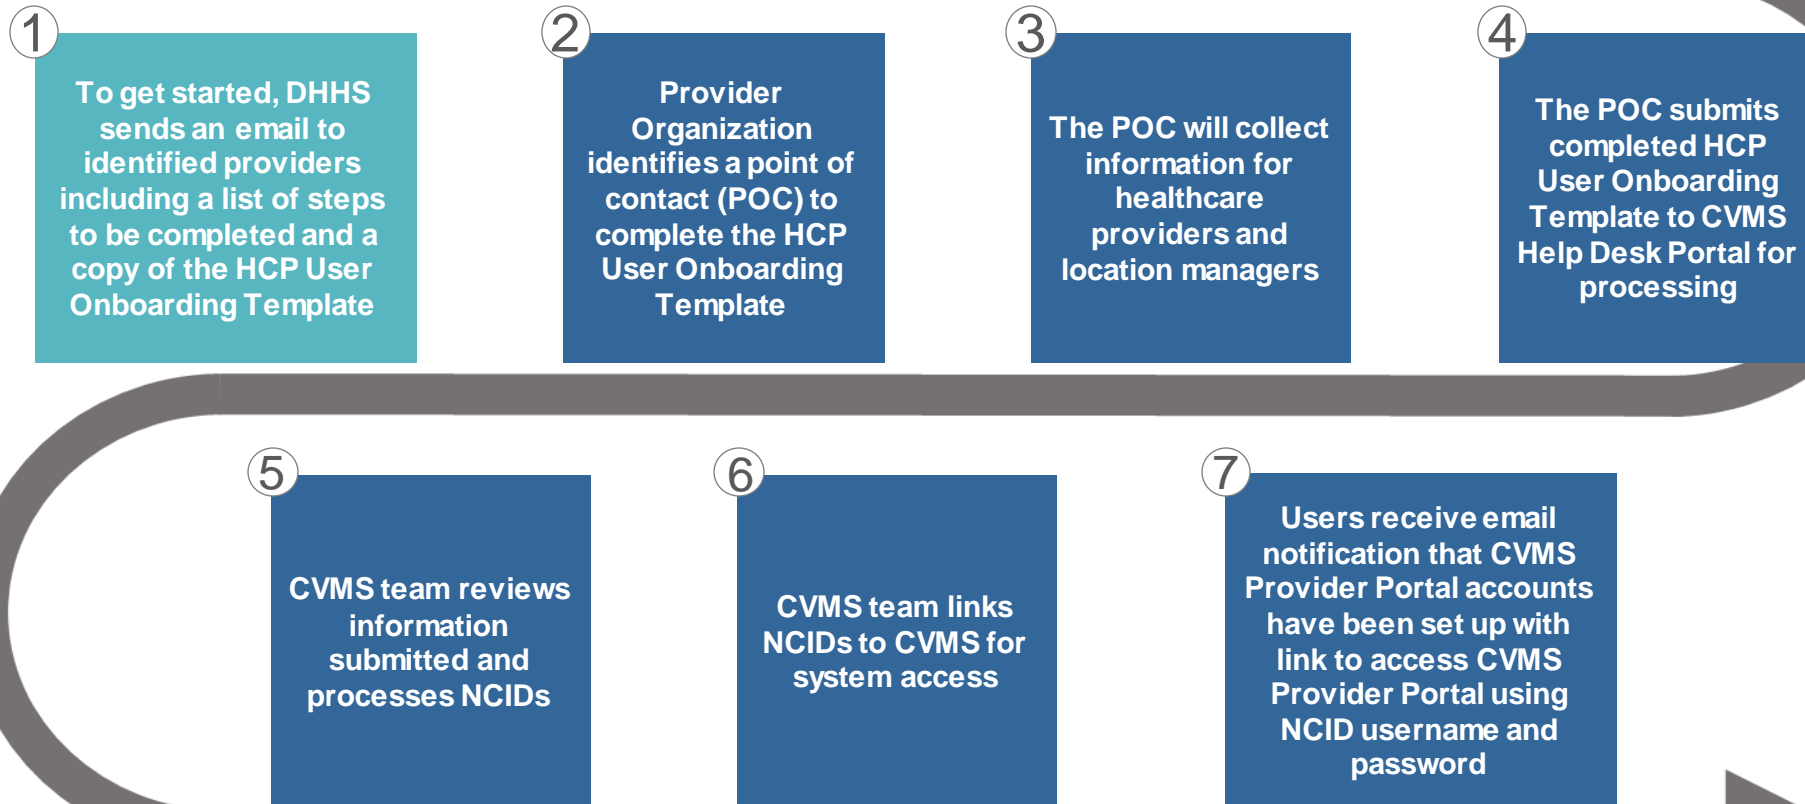 1
To get started, DHHS
sends an email to
identified providers
including a list of steps
to be completed and a
copy of the HCP User
Onboarding Template
2
Provider
Organization
identifies a point of
contact (POC) to
complete the HCP
User Onboarding
Template
3
The POC will collect
information for
healthcare
providers and
location managers
4
The POC submits
completed HCP
User Onboarding
Template to CVMS
Help Desk Portal for
processing
5
CVMS team reviews
information
submitted and
processes NCIDs
6
CVMS team links
NCIDs to CVMS for
system access
7
Users receive email
notification that CVMS
Provider Portal accounts
have been set up with
link to access CVMS
Provider Portal using
NCID username and
password